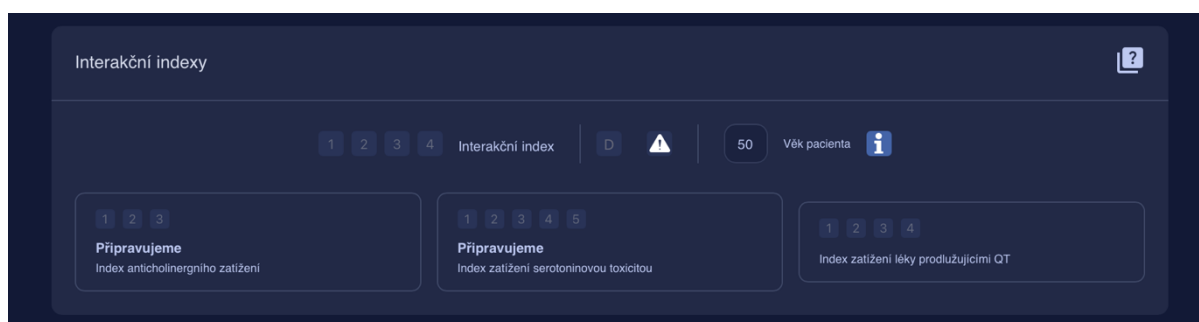 Interakční indexy
?
1 2 3 4 Interakční index D ! 50 Věk pacienta i
1 2 3
Připravujeme
Index anticholinergního zatížení
1 2 3 4 5
Připravujeme
Index zatížení serotoninovou toxicitou
1 2 3 4
Index zatížení léky prodlužujícimi QT